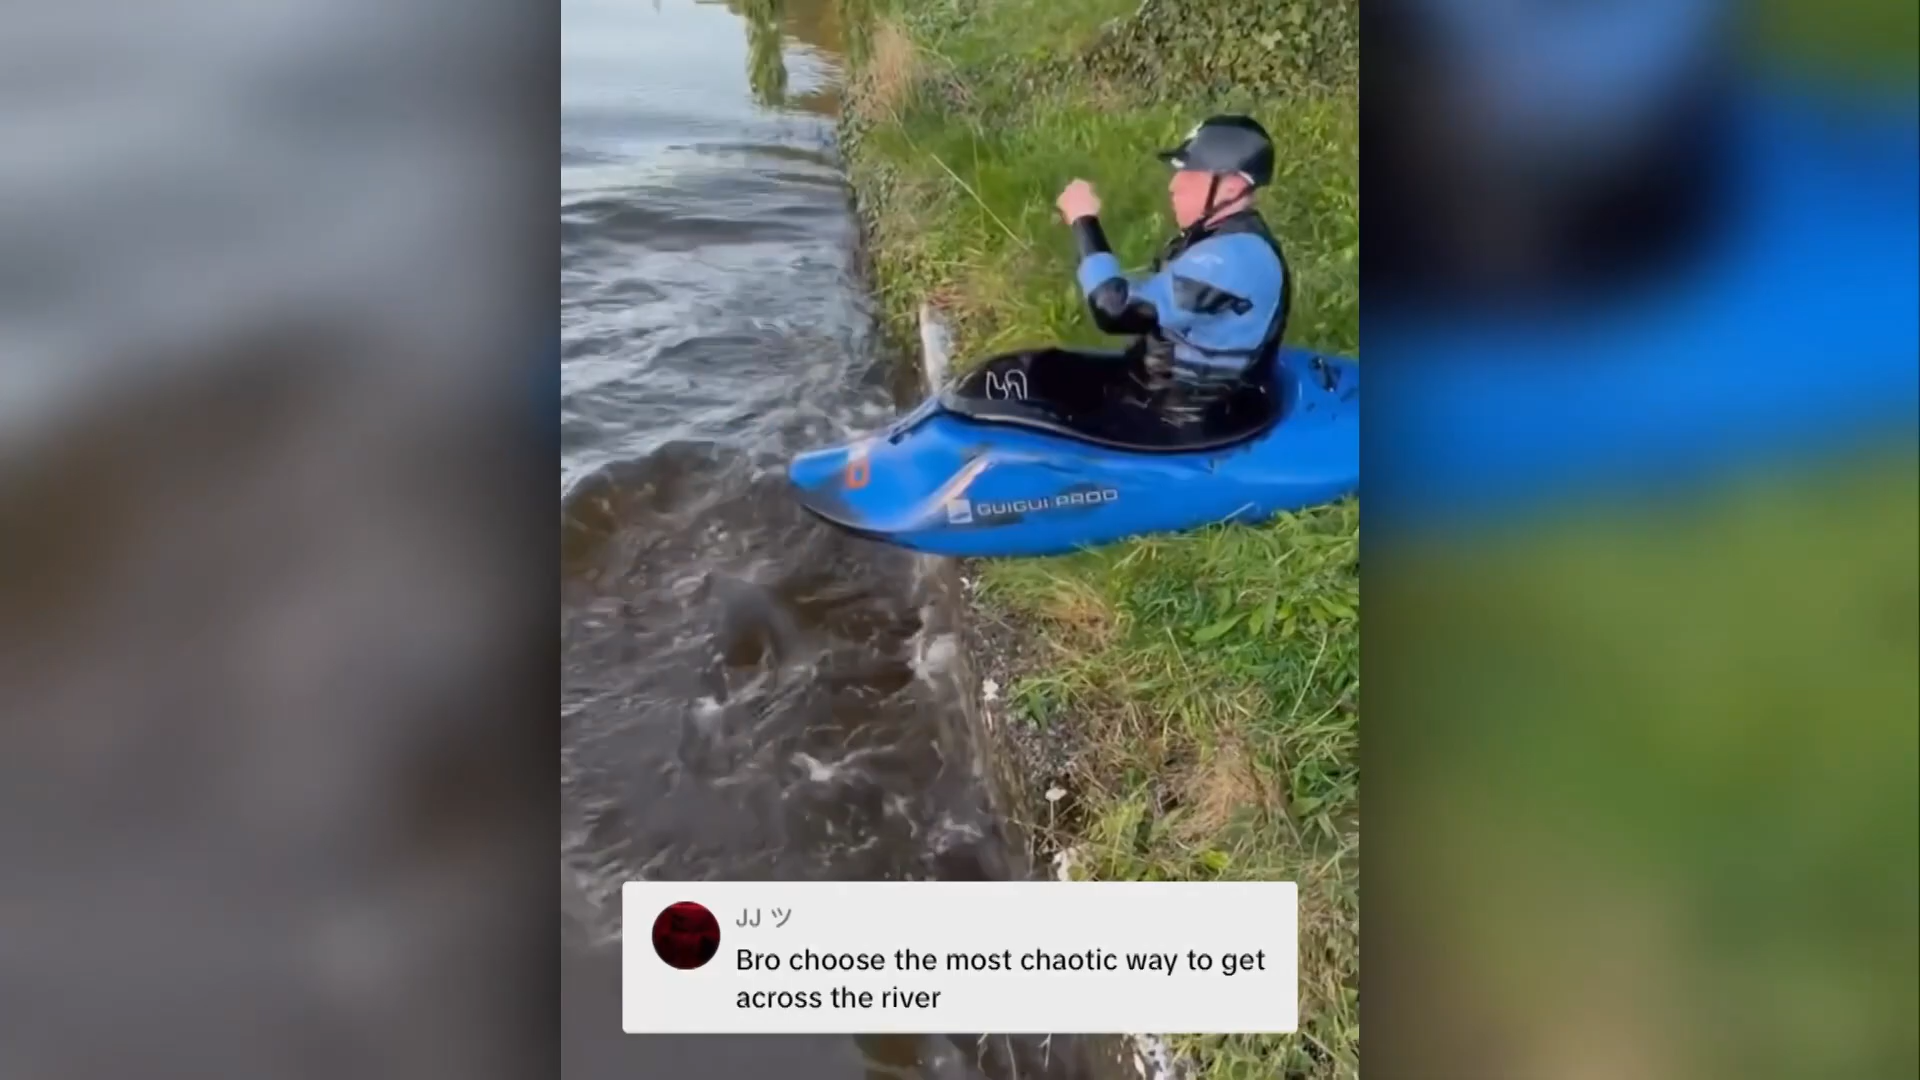 GUIGUI PROD
JJ ツ
Bro choose the most chaotic way to get
across the river